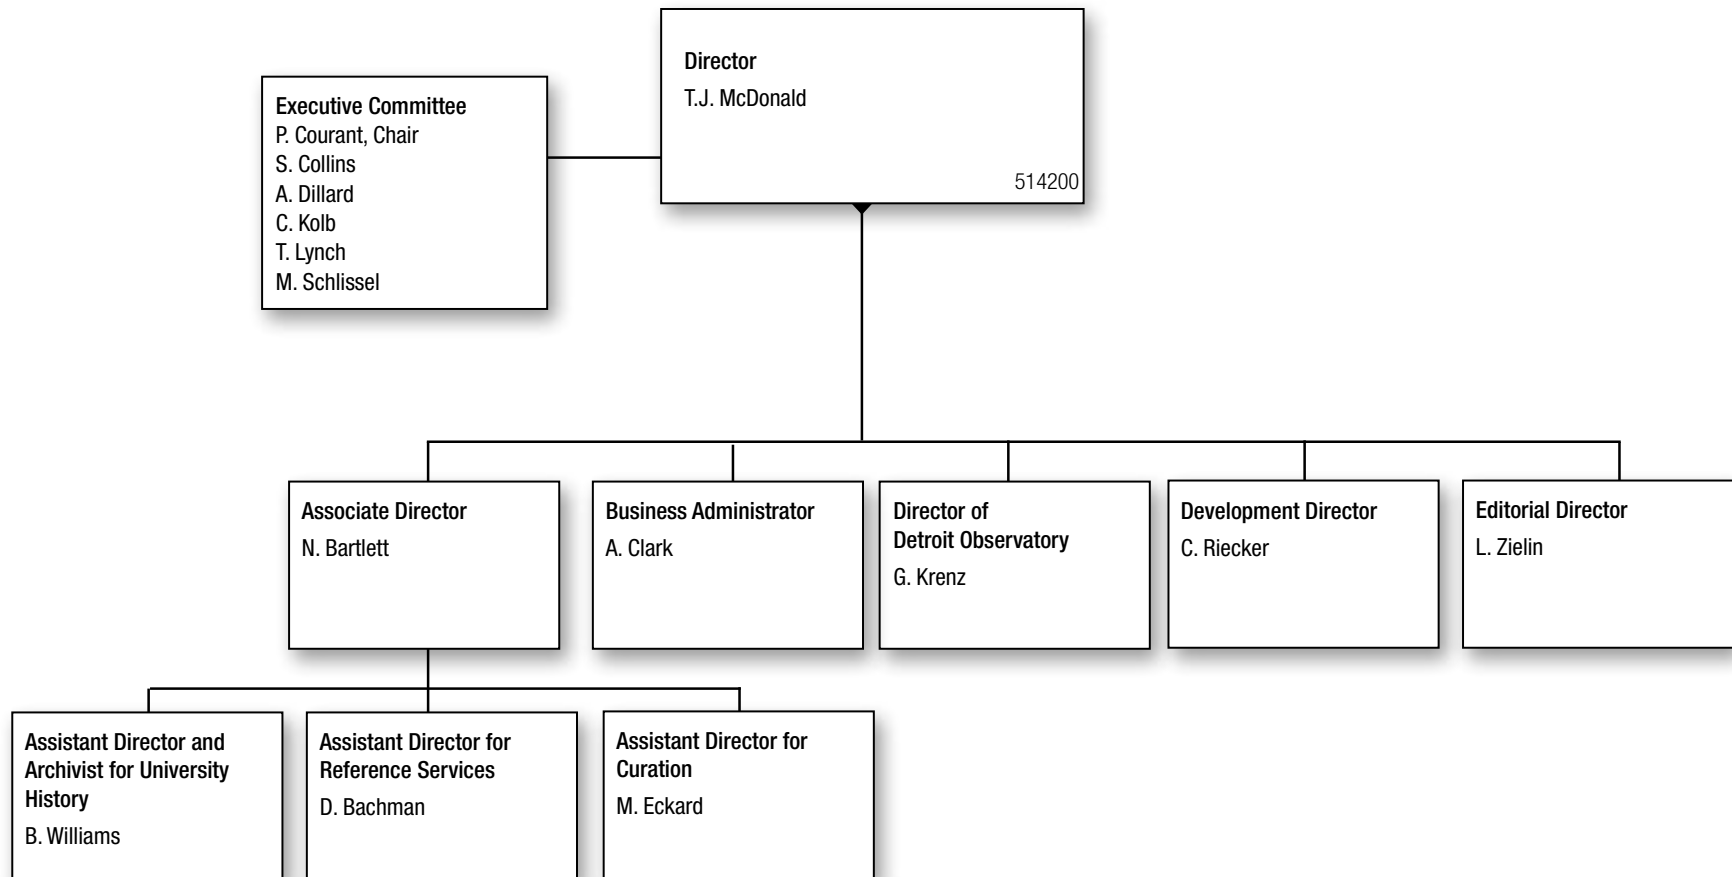 Director
T.J. McDonald
514200
Executive Committee
P. Courant, Chair
S. Collins
A. Dillard
C. Kolb
T. Lynch
M. Schlissel
Associate Director
N. Bartlett
Business Administrator
A. Clark
Director of
Detroit Observatory
G. Krenz
Development Director
C. Riecker
Editorial Director
L. Zielin
Assistant Director and
Archivist for University
History
B. Williams
Assistant Director for
Reference Services
D. Bachman
Assistant Director for
Curation
M. Eckard